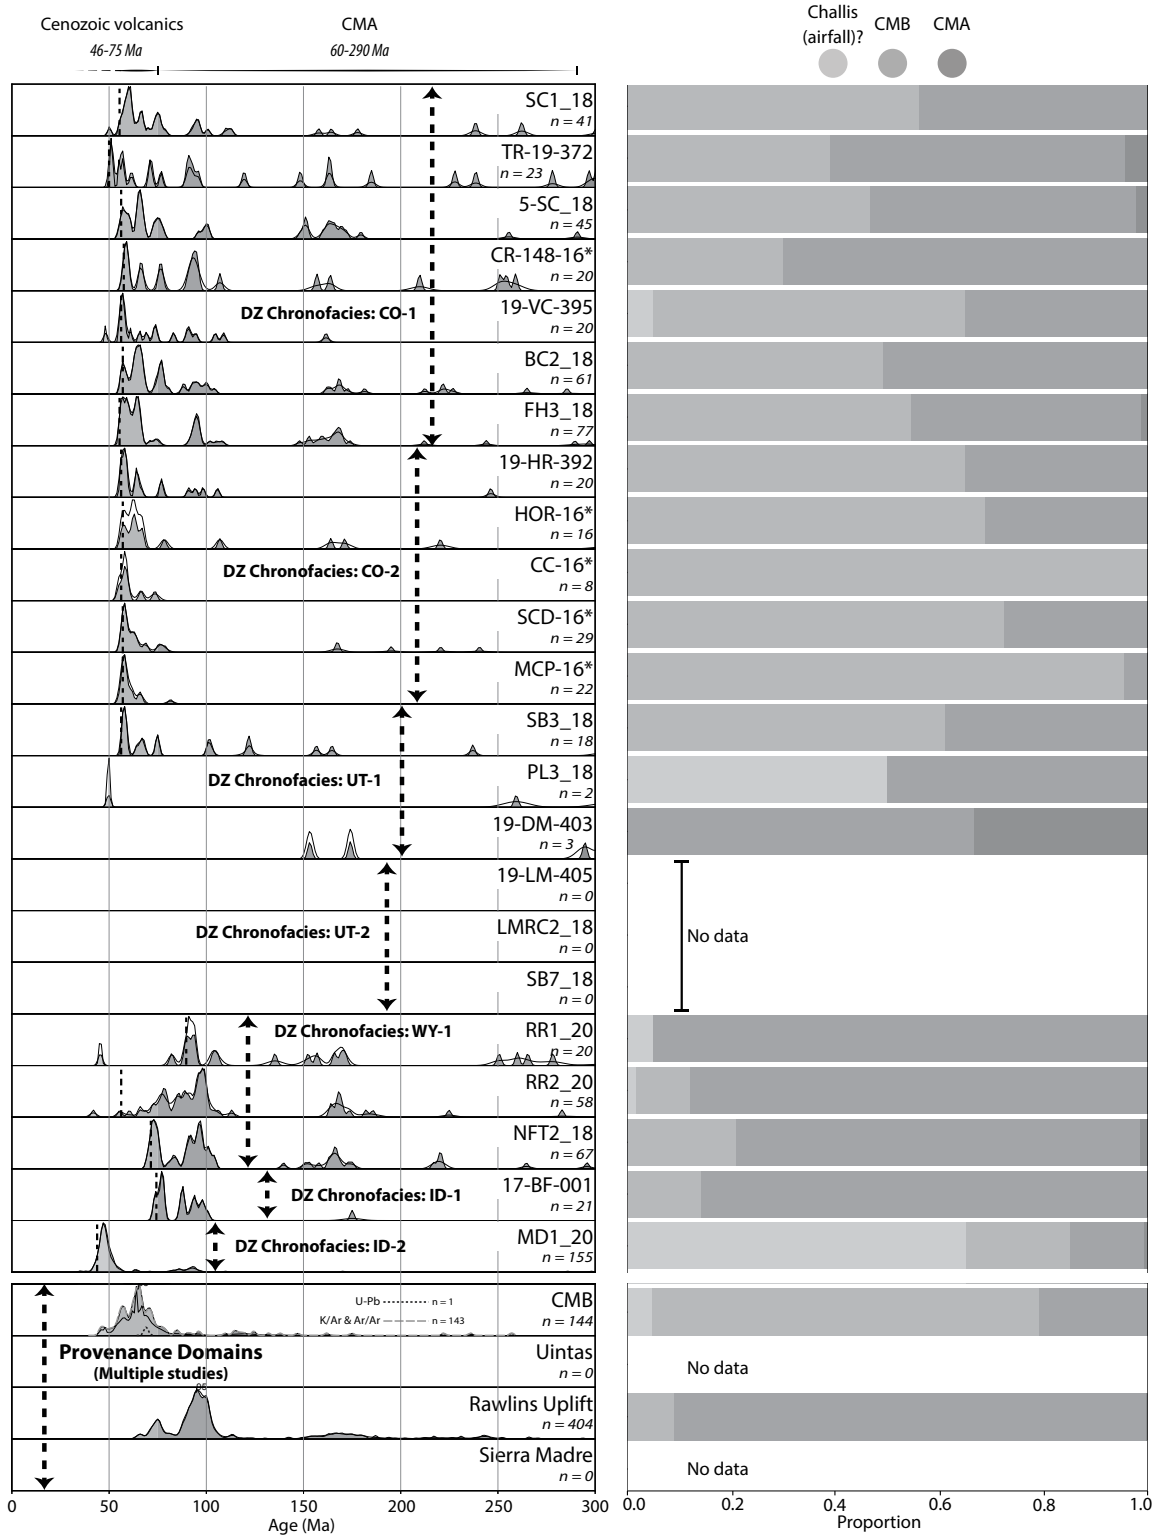 Cenozoic volcanics
46-75 Ma
CMA
60-290 Ma
Challis
(airfall)?
CMB
CMA
SC1_18
n = 41
TR-19-372
n = 23
5-SC_18
n = 45
CR-148-16*
n = 20
DZ Chronofacies: CO-1
19-VC-395
n = 20
BC2_18
n = 61
FH3_18
n = 77
19-HR-392
n = 20
HOR-16*
n = 16
DZ Chronofacies: CO-2
CC-16*
n = 8
SCD-16*
n = 29
MCP-16*
n = 22
SB3_18
n = 18
DZ Chronofacies: UT-1
PL3_18
n = 2
19-DM-403
n = 3
19-LM-405
n = 0
DZ Chronofacies: UT-2
LMRC2_18
n = 0
No data
SB7_18
n = 0
DZ Chronofacies: WY-1
RR1_20
n = 20
RR2_20
n = 58
NFT2_18
n = 67
DZ Chronofacies: ID-1
17-BF-001
n = 21
DZ Chronofacies: ID-2
MD1_20
n = 155
U-Pb n = 1
K/Ar & Ar/Ar n = 143
CMB
n = 144
Provenance Domains
(Multiple studies)
Uintas
n = 0
No data
Rawlins Uplift
n = 404
Sierra Madre
n = 0
No data
0 50 100 150 200 250 300
Age (Ma)
0.0 0.2 0.4 0.6 0.8 1.0
Proportion